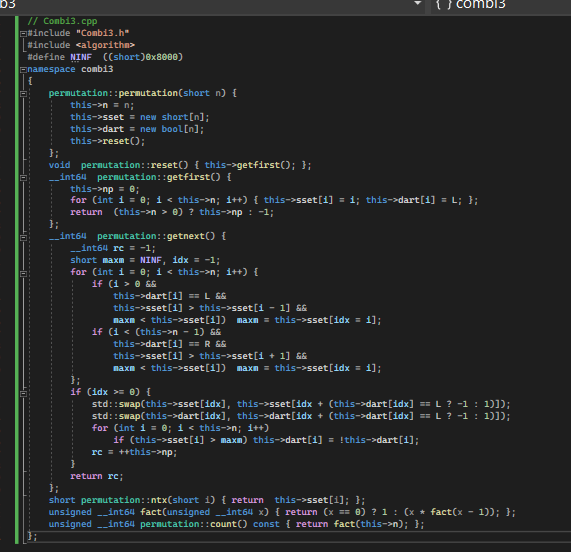 b3
{ } combi3
// Combi3.cpp
#include "Combi3.h"
#include <algorithm>
#define NINF  ((short)0x8000)
namespace combi3
{
    permutation::permutation(short n) {
        this->n = n;
        this->sset = new short[n];
        this->dart = new bool[n];
        this->reset();
    };
    void  permutation::reset() { this->getfirst(); };
    __int64  permutation::getfirst() {
        this->np = 0;
        for (int i = 0; i < this->n; i++) { this->sset[i] = i; this->dart[i] = L; };
        return  (this->n > 0) ? this->np : -1;
    };
    __int64  permutation::getnext() {
        __int64 rc = -1;
        short maxm = NINF, idx = -1;
        for (int i = 0; i < this->n; i++) {
            if (i > 0 &&
                this->dart[i] == L &&
                this->sset[i] > this->sset[i - 1] &&
                maxm < this->sset[i])  maxm = this->sset[idx = i];
            if (i < (this->n - 1) &&
                this->dart[i] == R &&
                this->sset[i] > this->sset[i + 1] &&
                maxm < this->sset[i])  maxm = this->sset[idx = i];
        };
        if (idx >= 0) {
            std::swap(this->sset[idx], this->sset[idx + (this->dart[idx] == L ? -1 : 1)]);
            std::swap(this->dart[idx], this->dart[idx + (this->dart[idx] == L ? -1 : 1)]);
            for (int i = 0; i < this->n; i++)
                if (this->sset[i] > maxm) this->dart[i] = !this->dart[i];
            rc = ++this->np;
        }
        return rc;
    };
    short permutation::ntx(short i) { return  this->sset[i]; };
    unsigned __int64 fact(unsigned __int64 x) { return (x == 0) ? 1 : (x * fact(x - 1)); };
    unsigned __int64 permutation::count() const { return fact(this->n); };
};